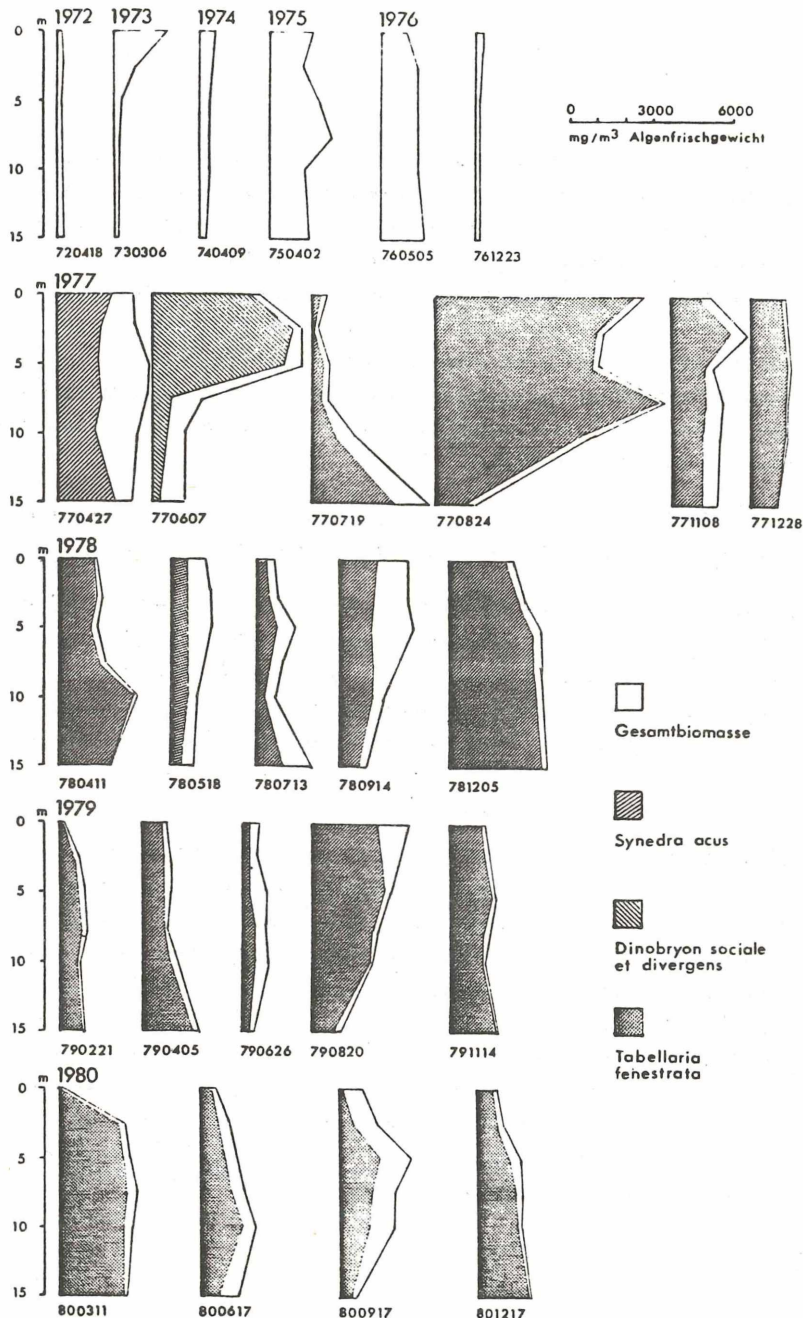 m 1972 1973 1974 1975 1976
0
5
10
15
0 3000 6000
mg/m³ Algenfrischgewicht
720418 730306 740409 750402 760505 761223
m 1977
0
5
10
15
770427 770607 770719 770824 771108 771228
m 1978
0
5
10
15
780411 780518 780713 780914 781205
Gesamtbiomasse
Synedra acus
Dinobryon sociale
et divergens
Tabellaria
fenestrata
m 1979
0
5
10
15
790221 790405 790626 790820 791114
m 1980
0
5
10
15
800311 800617 800917 801217